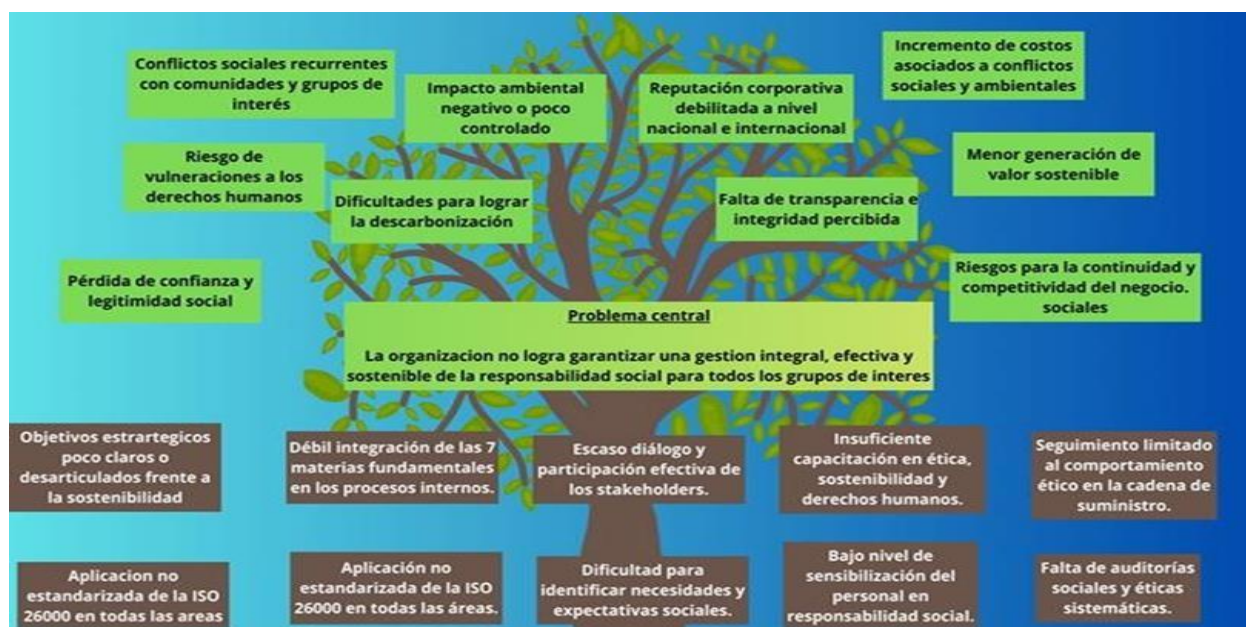 Conflictos sociales recurrentes
con comunidades y grupos de
interés
Impacto ambiental
negativo o poco
controlado
Reputación corporativa
debilitada a nivel
nacional e internacional
Incremento de costos
asociados a conflictos
sociales y ambientales
Riesgo de
vulneraciones a los
derechos humanos
Dificultades para lograr
la descarbonización
Falta de transparencia e
integridad percibida
Menor generación de
valor sostenible
Pérdida de confianza y
legitimidad social
Riesgos para la continuidad y
competitividad del negocio.
sociales
Problema central
La organizacion no logra garantizar una gestion integral, efectiva y
sostenible de la responsabilidad social para todos los grupos de interes
Objetivos estrartegicos
poco claros o
desarticulados frente a
la sostenibilidad
Débil integración de las 7
materias fundamentales
en los procesos internos.
Escaso diálogo y
participación efectiva de
los stakeholders.
Insuficiente
capacitación en ética,
sostenibilidad y
derechos humanos.
Seguimiento limitado
al comportamiento
ético en la cadena de
suministro.
Aplicacion no
estandarizada de la ISO
26000 en todas las areas
Aplicación no
estandarizada de la ISO
26000 en todas las áreas.
Dificultad para
identificar necesidades y
expectativas sociales.
Bajo nivel de
sensibilización del
personal en
responsabilidad social.
Falta de auditorías
sociales y éticas
sistemáticas.